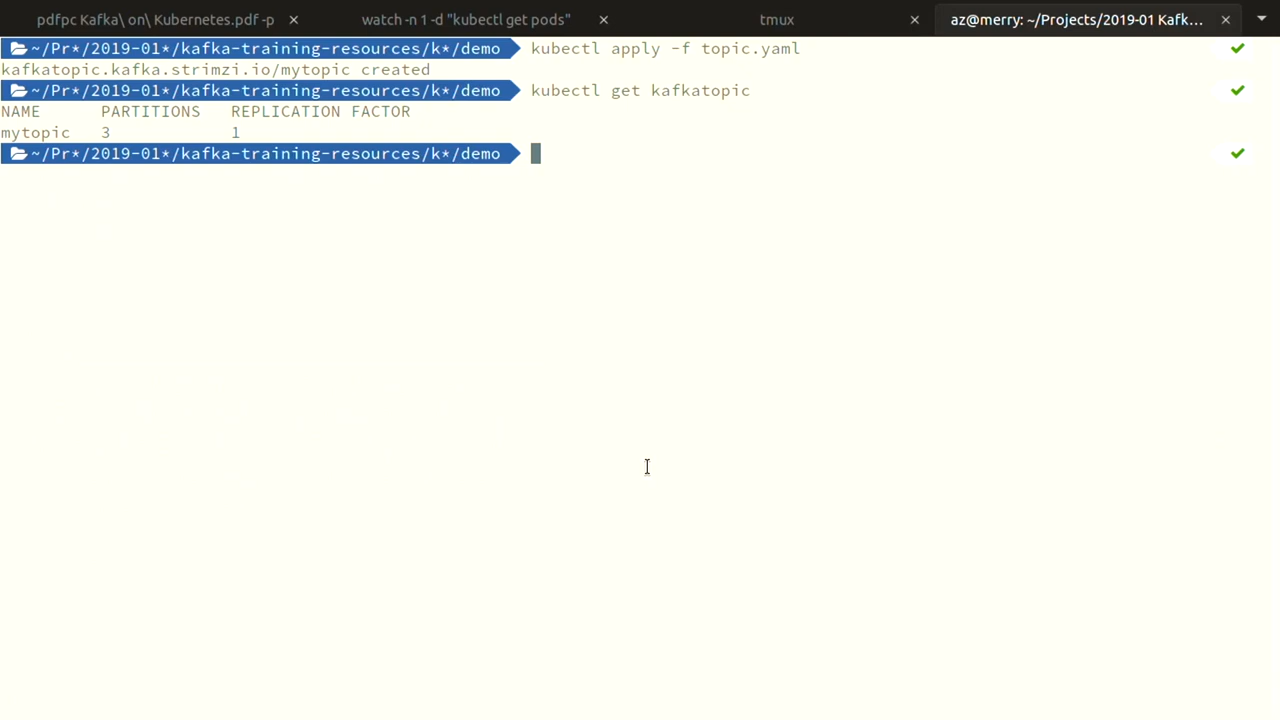 pdfpc Kafka\ on\ Kubernetes.pdf -p × watch -n 1 -d "kubectl get pods" × tmux × az@merry: ~/Projects/2019-01 Kafk... ×
~/Pr*/2019-01*/kafka-training-resources/k*/demo kubectl apply -f topic.yaml ✔
kafkatopic.kafka.strimzi.io/mytopic created
~/Pr*/2019-01*/kafka-training-resources/k*/demo kubectl get kafkatopic ✔
NAME PARTITIONS REPLICATION FACTOR
mytopic 3 1
~/Pr*/2019-01*/kafka-training-resources/k*/demo ✔